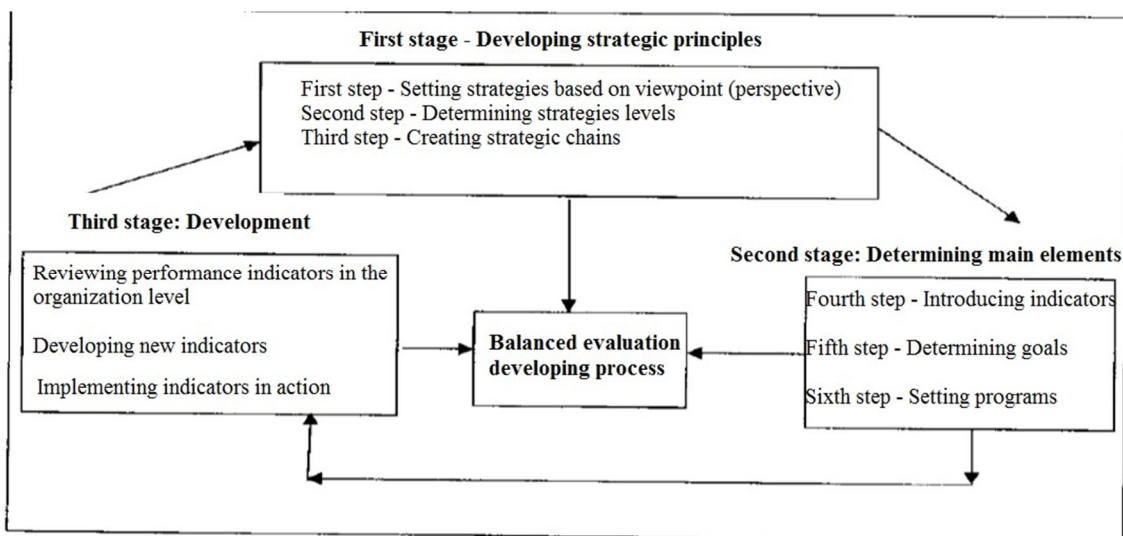 First stage - Developing strategic principles
First step - Setting strategies based on viewpoint (perspective)
Second step - Determining strategies levels
Third step - Creating strategic chains
Third stage: Development
Reviewing performance indicators in the
organization level
Developing new indicators
Implementing indicators in action
Balanced evaluation
developing process
Second stage: Determining main elements
Fourth step - Introducing indicators
Fifth step - Determining goals
Sixth step - Setting programs